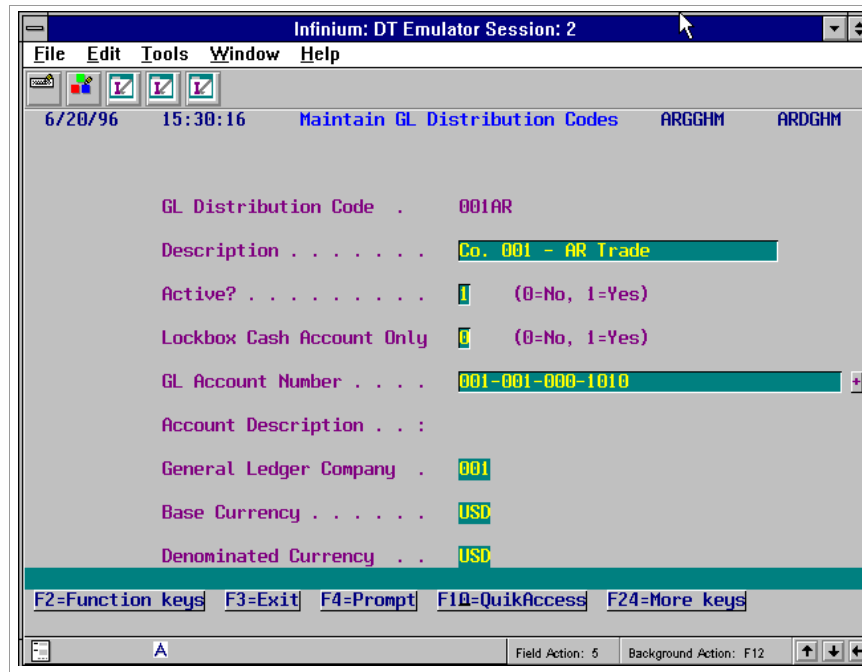 Infinium: DT Emulator Session: 2
File Edit Tools Window Help
6/20/96 15:30:16 Maintain GL Distribution Codes ARGGHM ARDGHM
GL Distribution Code . 001AR
Description . . . . . . . Co. 001 - AR Trade
Active? . . . . . . . . . 1 (0=No, 1=Yes)
Lockbox Cash Account Only 0 (0=No, 1=Yes)
GL Account Number . . . . 001-001-000-1010 +
Account Description . . :
General Ledger Company . 001
Base Currency . . . . . . USD
Denominated Currency . . USD
F2=Function keys F3=Exit F4=Prompt F10=QuikAccess F24=More keys
A Field Action: 5 Background Action: F12